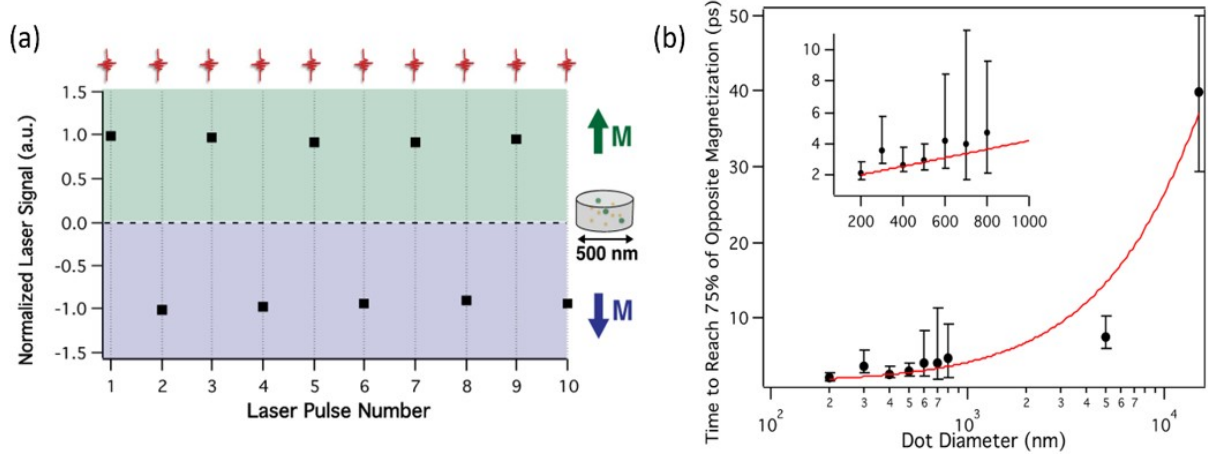 (a)
Normalized Laser Signal (a.u.)
1.5
1.0
0.5
0.0
-0.5
-1.0
-1.5
1 2 3 4 5 6 7 8 9 10
Laser Pulse Number
M
500 nm
M
(b)
Time to Reach 75% of Opposite Magnetization (ps)
50
40
30
20
10
10
8
6
4
2
200 400 600 800 1000
10² 2 3 4 5 6 7 10³ 2 3 4 5 6 7 10⁴
Dot Diameter (nm)